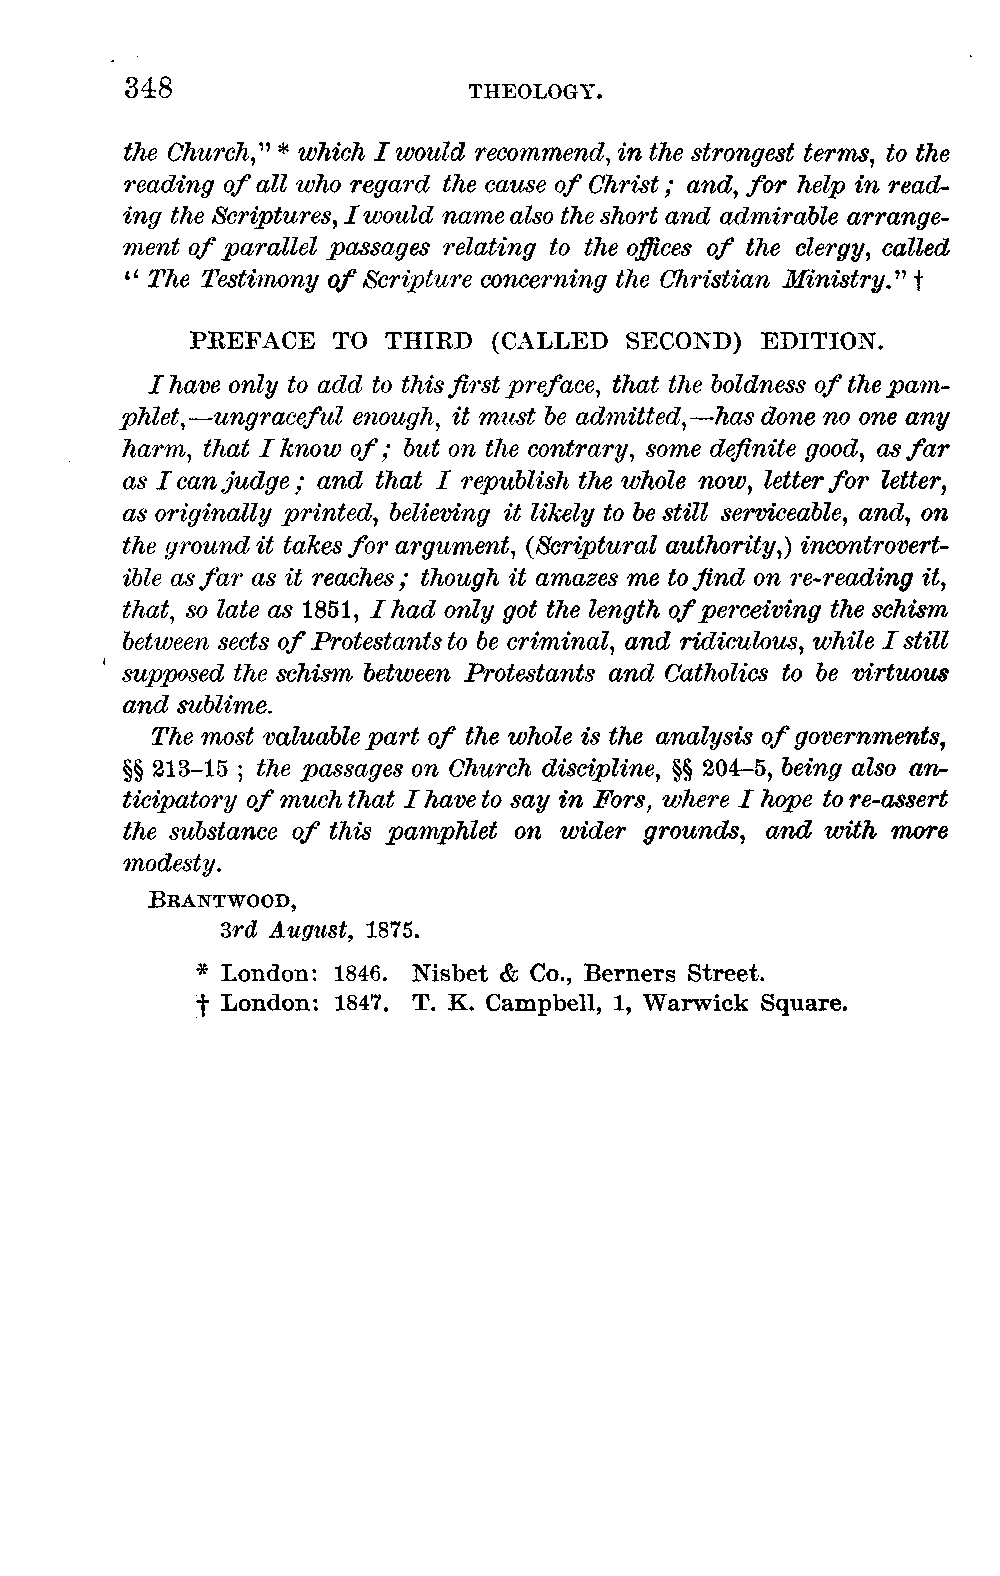 348 THEOLOGY.
the Church," * which I would recommend, in the strongest terms, to the
reading of all who regard the cause of Christ; and, for help in read-
ing the Scriptures, I would name also the short and admirable arrange-
ment of parallel passages relating to the offices of the clergy, called
" The Testimony of Scripture concerning the Christian Ministry." †
PREFACE TO THIRD (CALLED SECOND) EDITION.
I have only to add to this first preface, that the boldness of the pam-
phlet,—ungraceful enough, it must be admitted,—has done no one any
harm, that I know of; but on the contrary, some definite good, as far
as I can judge; and that I republish the whole now, letter for letter,
as originally printed, believing it likely to be still serviceable, and, on
the ground it takes for argument, (Scriptural authority,) incontrovert-
ible as far as it reaches; though it amazes me to find on re-reading it,
that, so late as 1851, I had only got the length of perceiving the schism
between sects of Protestants to be criminal, and ridiculous, while I still
supposed the schism between Protestants and Catholics to be virtuous
and sublime.
The most valuable part of the whole is the analysis of governments,
§§ 213–15 ; the passages on Church discipline, §§ 204–5, being also an-
ticipatory of much that I have to say in Fors, where I hope to re-assert
the substance of this pamphlet on wider grounds, and with more
modesty.
BRANTWOOD,
3rd August, 1875.
* London: 1846. Nisbet & Co., Berners Street.
† London: 1847. T. K. Campbell, 1, Warwick Square.